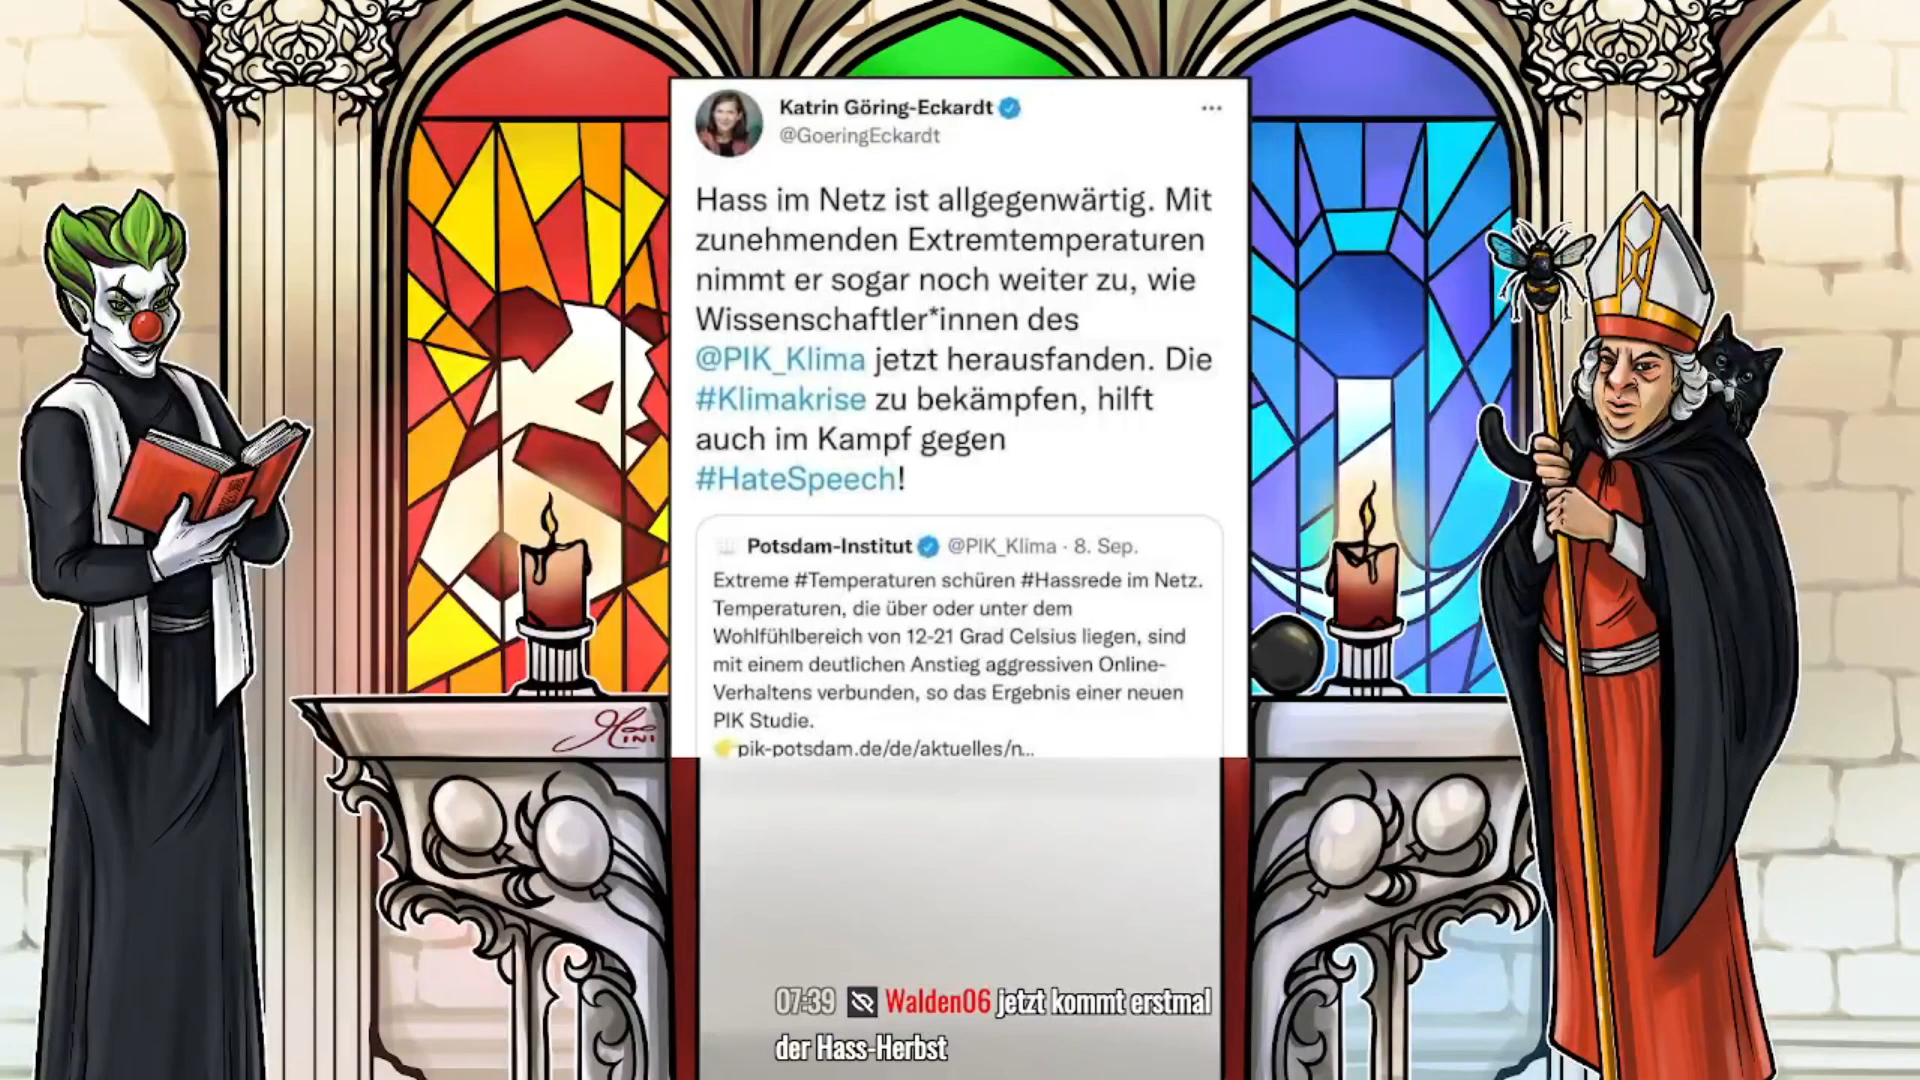 Katrin Göring-Eckardt
@GoeringEckardt
Hass im Netz ist allgegenwärtig. Mit
zunehmenden Extremtemperaturen
nimmt er sogar noch weiter zu, wie
Wissenschaftler*innen des
@PIK_Klima jetzt herausfanden. Die
#Klimakrise zu bekämpfen, hilft
auch im Kampf gegen
#HateSpeech!
Potsdam-Institut @PIK_Klima · 8. Sep.
Extreme #Temperaturen schüren #Hassrede im Netz.
Temperaturen, die über oder unter dem
Wohlfühlbereich von 12-21 Grad Celsius liegen, sind
mit einem deutlichen Anstieg aggressiven Online-
Verhaltens verbunden, so das Ergebnis einer neuen
PIK Studie.
👉pik-potsdam.de/de/aktuelles/n...
07:39 Walden06 jetzt kommt erstmal
der Hass-Herbst